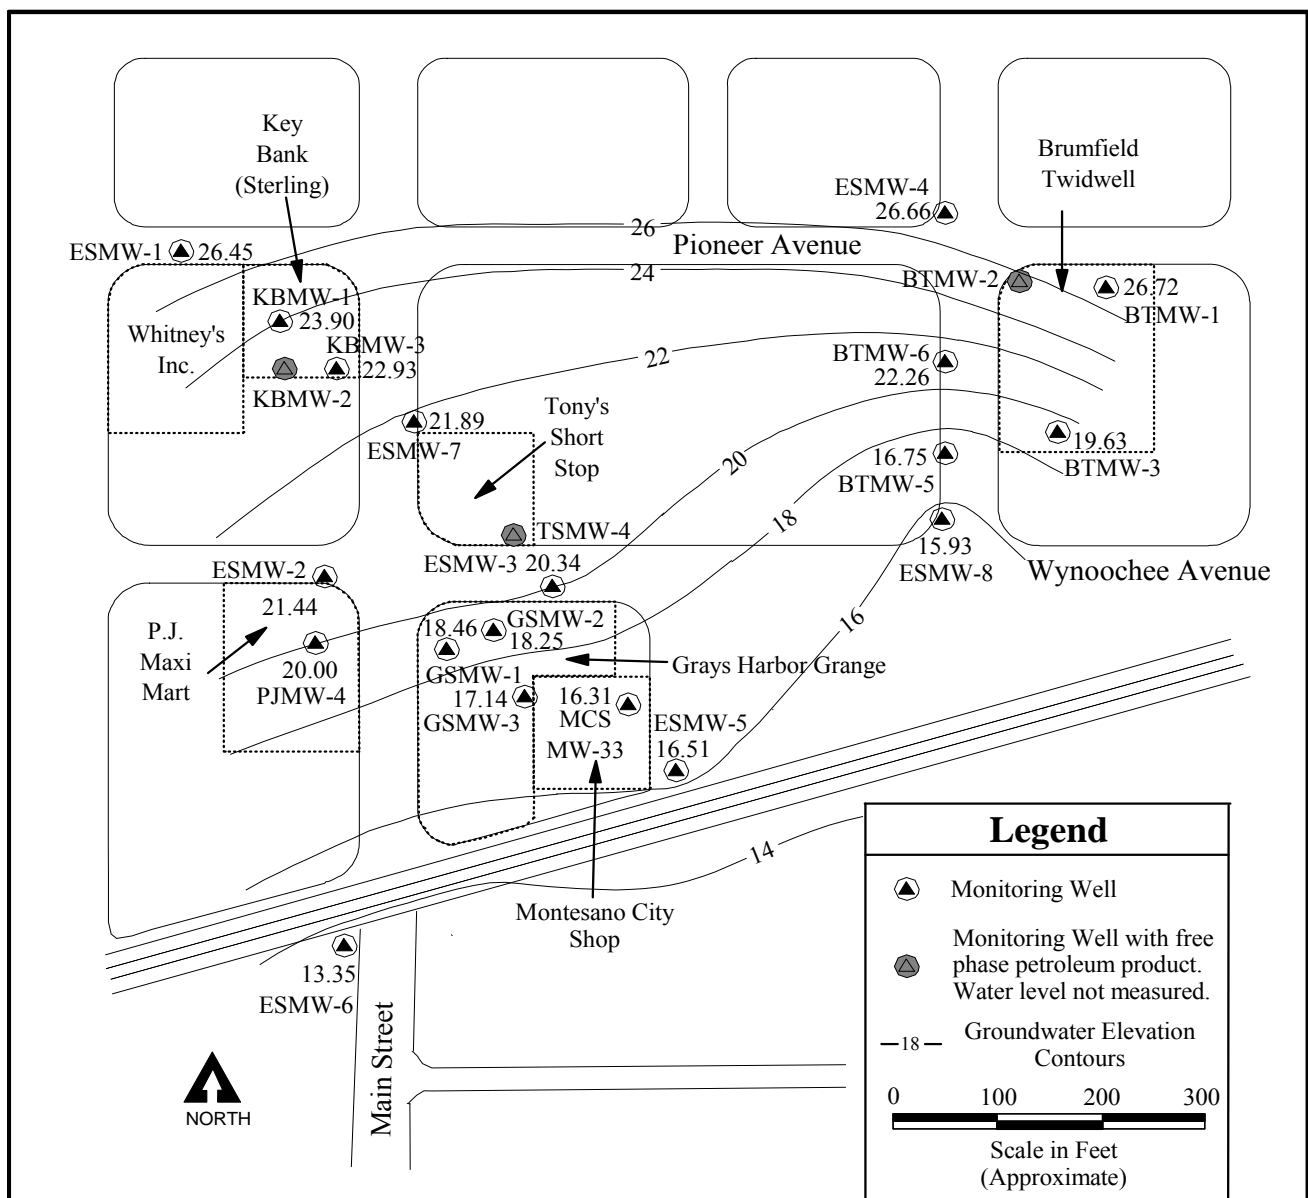 Key
Bank
(Sterling)
Brumfield
Twidwell
ESMW-4
26.66
26
Pioneer Avenue
ESMW-1 26.45
24
BTMW-2
26.72
BTMW-1
KBMW-1
23.90
Whitney's
Inc.
KBMW-3
22.93
KBMW-2
22
BTMW-6
22.26
Tony's
Short
Stop
21.89
ESMW-7
20
16.75
BTMW-5
19.63
BTMW-3
18
TSMW-4
ESMW-3 20.34
15.93
ESMW-8
Wynoochee Avenue
ESMW-2
21.44
P.J.
Maxi
Mart
20.00
PJMW-4
18.46
GSMW-2
18.25
16
GSMW-1
Grays Harbor Grange
17.14
GSMW-3
16.31
MCS
MW-33
ESMW-5
16.51
14
Montesano City
Shop
13.35
ESMW-6
Main Street
NORTH
Legend
Monitoring Well
Monitoring Well with free
phase petroleum product.
Water level not measured.
18
Groundwater Elevation
Contours
0 100 200 300
Scale in Feet
(Approximate)